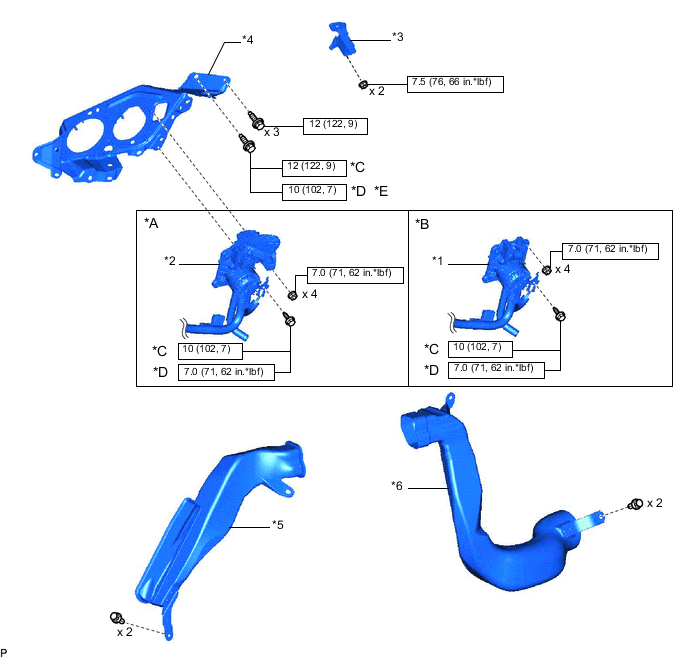 *4
*3
7.5 (76, 66 in.*lbf)
x 2
x 3
12 (122, 9)
12 (122, 9) *C
10 (102, 7) *D *E
*A
*B
*2
7.0 (71, 62 in.*lbf)
x 4
*C 10 (102, 7)
*D 7.0 (71, 62 in.*lbf)
*1
7.0 (71, 62 in.*lbf)
x 4
*C 10 (102, 7)
*D 7.0 (71, 62 in.*lbf)
*5
x 2
*6
x 2
P